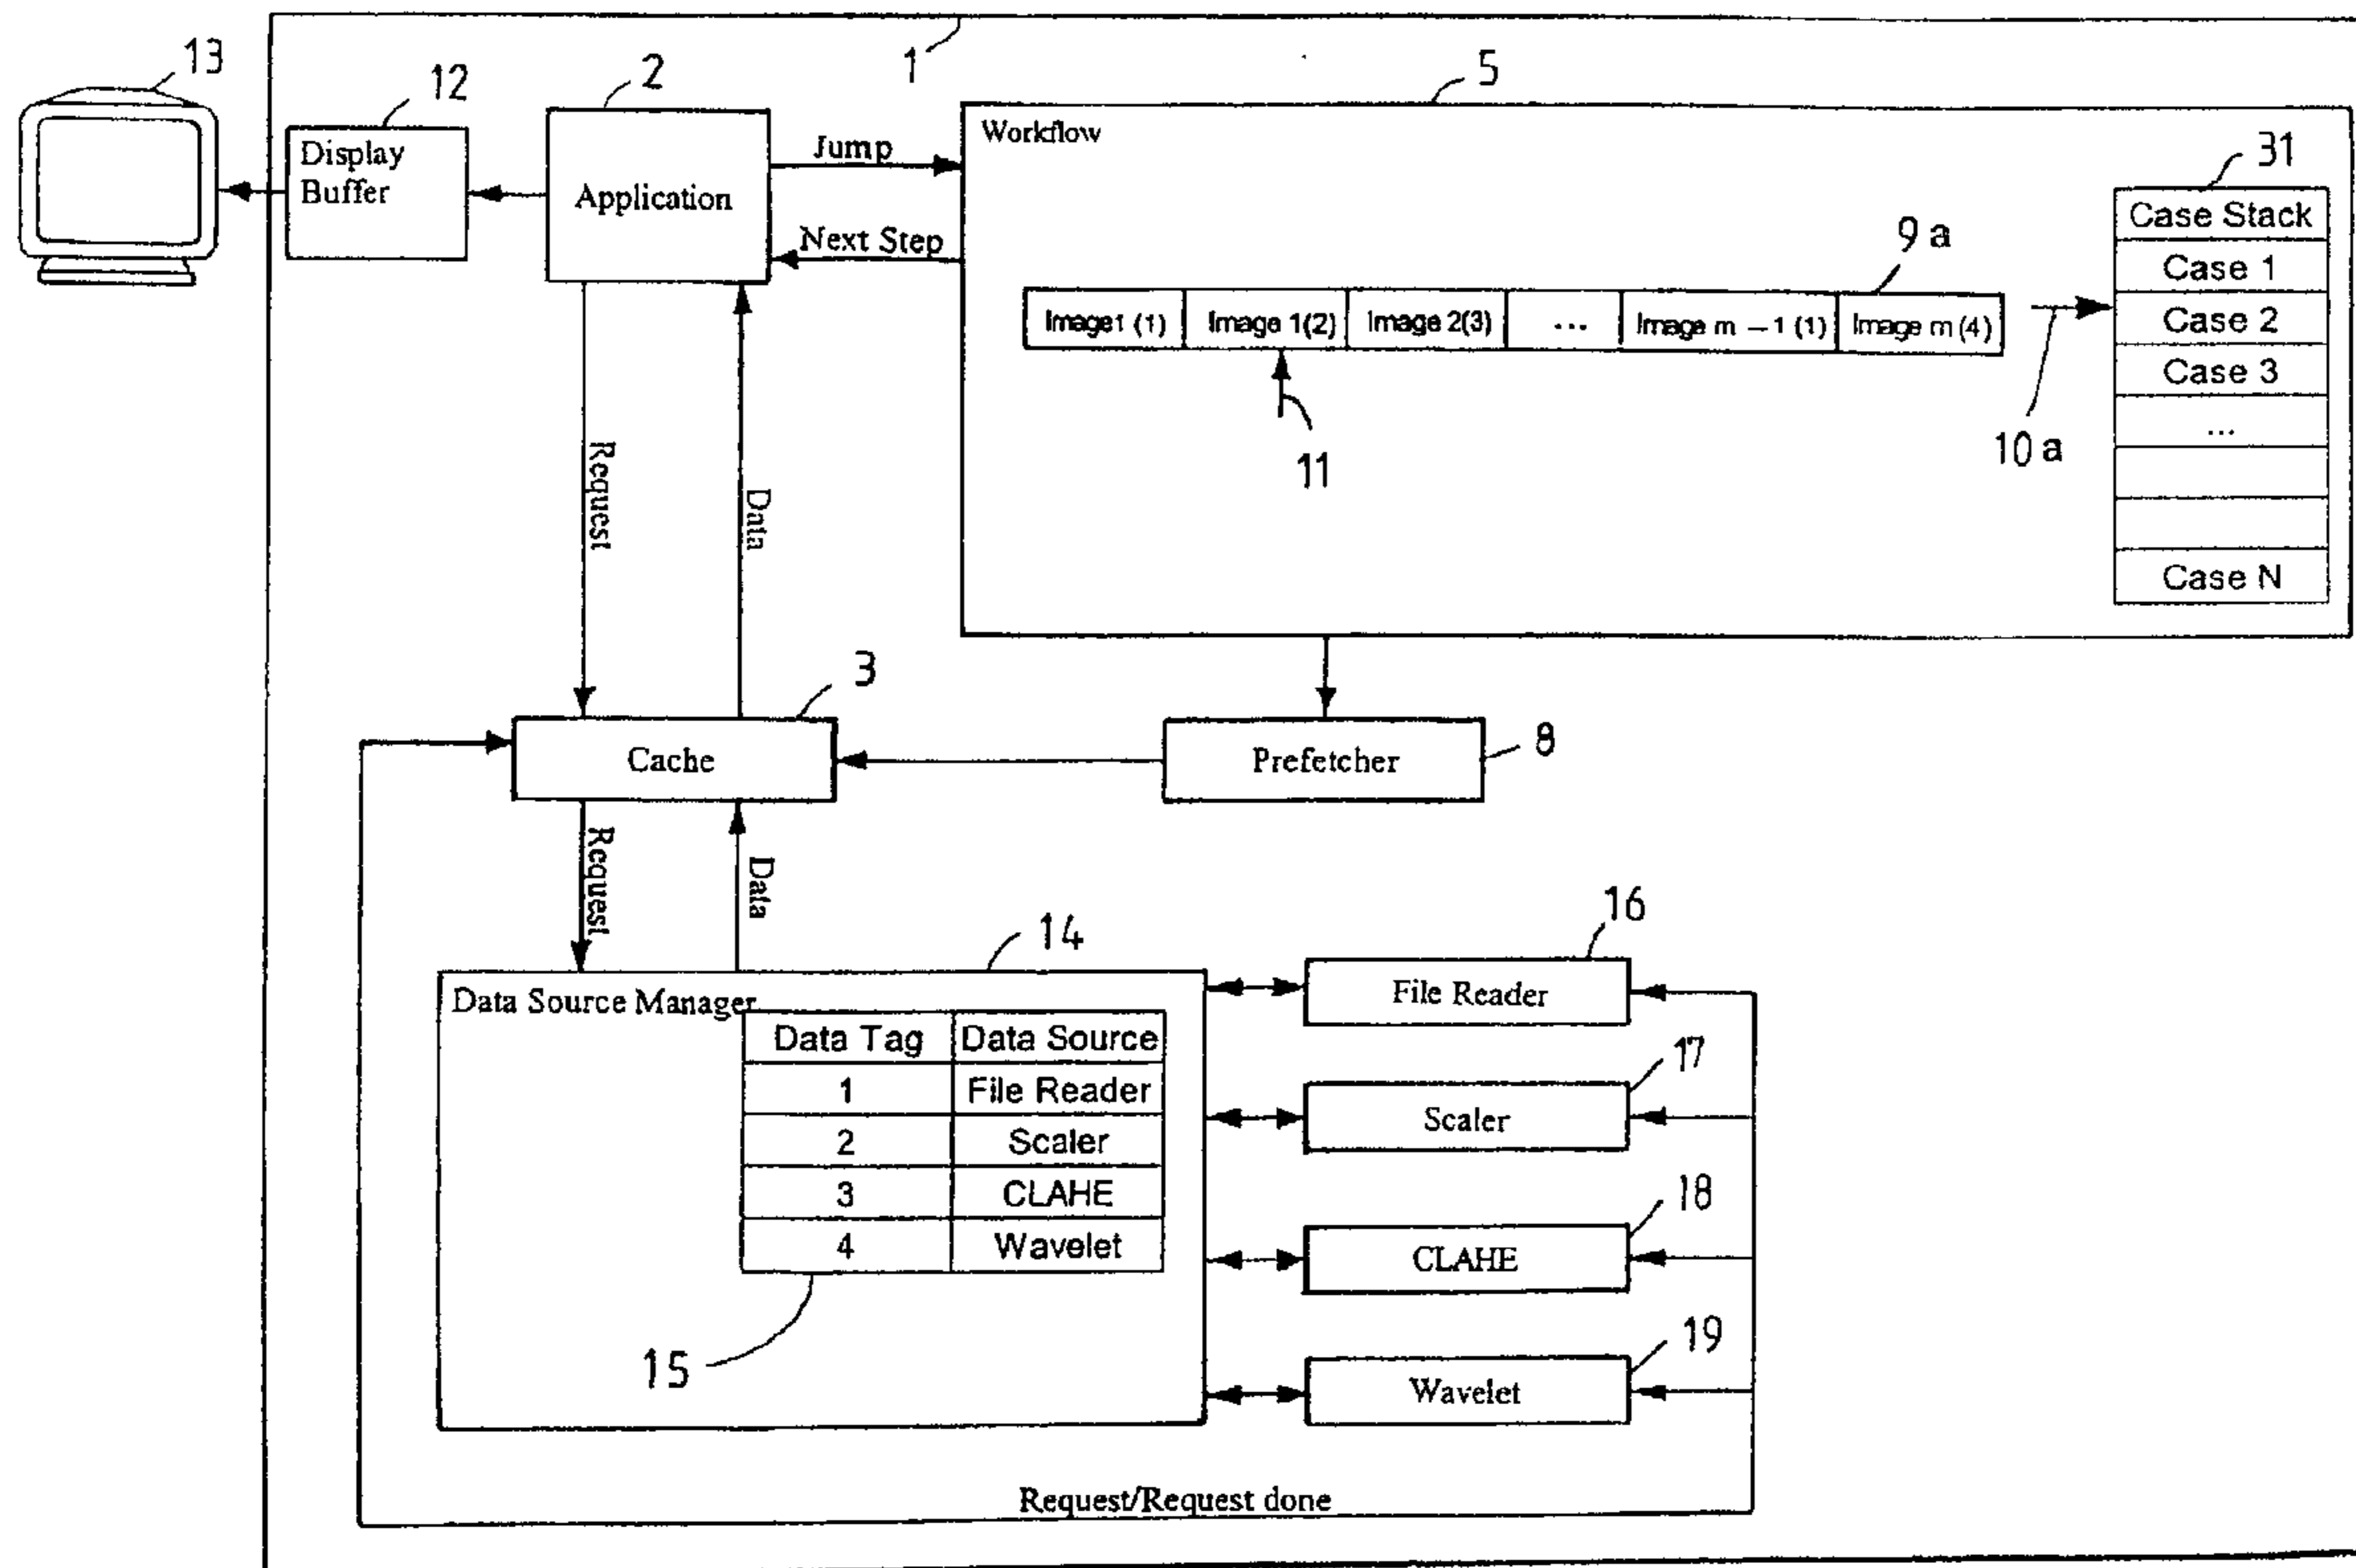 1
13
12
2
5
Display
Buffer
Application
Jump
Next Step
Workflow
31
9 a
Image1 (1) Image 1(2) Image 2(3) ... Image m – 1 (1) Image m (4)
11
10 a
Case Stack
Case 1
Case 2
Case 3
...
Case N
Request
Data
3
Cache
Prefetcher
8
Request
Data
14
Data Source Manager
Data Tag Data Source
1 File Reader
2 Scaler
3 CLAHE
4 Wavelet
15
16
File Reader
17
Scaler
18
CLAHE
19
Wavelet
Request/Request done